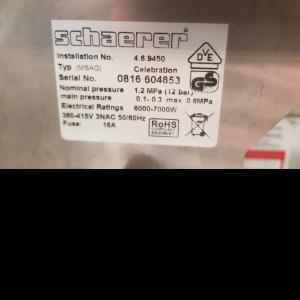 schaerer
Installation No. 4.6.9450
Typ (MSAG) Celebration
Serial No. 0816 604853
Nominal pressure 1.2 MPa (12 bar)
main pressure 0.1- 0.3 max. 0.6MPa
Electrical Ratings 6000-7000W
380-415V 3NAC 50/60Hz
Fuse: 16A
DVE
GS
RoHS